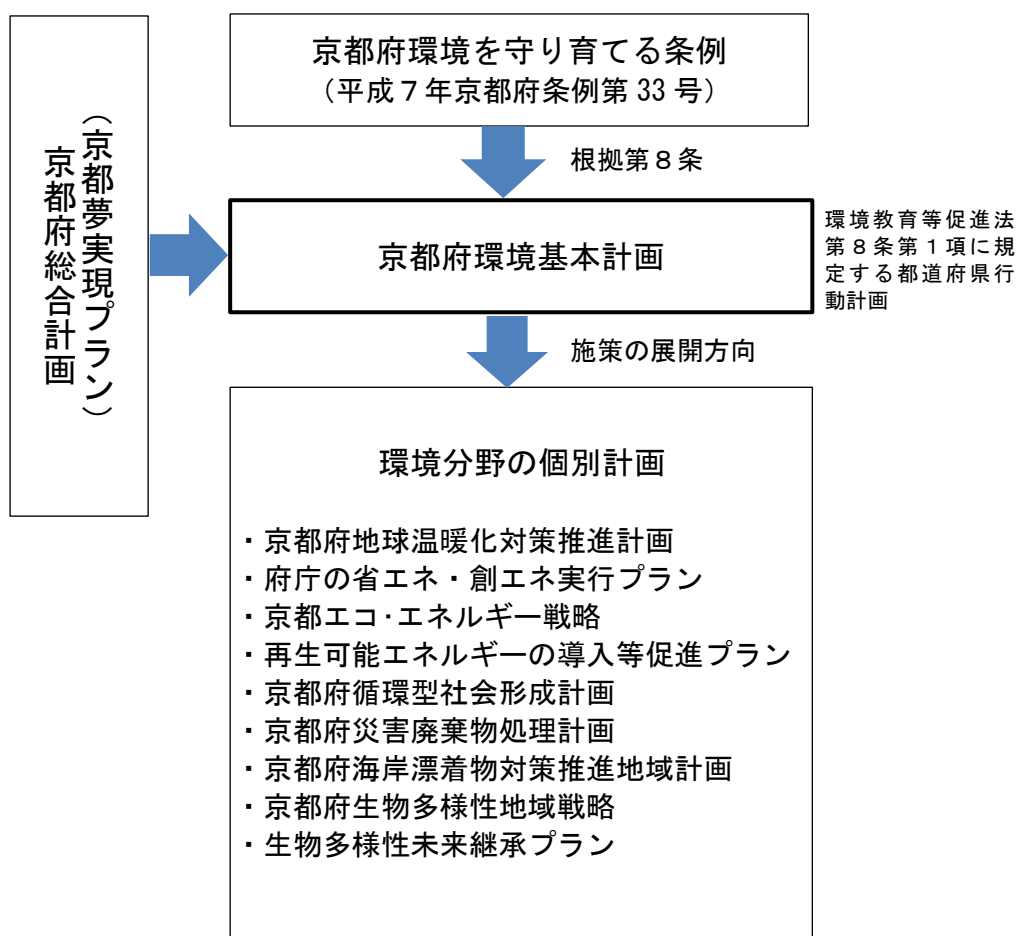 京都府環境を守り育てる条例
（平成７年京都府条例第 33 号）
京都府総合計画
（京都夢実現プラン）
根拠第８条
京都府環境基本計画
環境教育等促進法
第８条第１項に規
定する都道府県行
動計画
施策の展開方向
環境分野の個別計画
・京都府地球温暖化対策推進計画
・府庁の省エネ・創エネ実行プラン
・京都エコ･エネルギー戦略
・再生可能エネルギーの導入等促進プラン
・京都府循環型社会形成計画
・京都府災害廃棄物処理計画
・京都府海岸漂着物対策推進地域計画
・京都府生物多様性地域戦略
・生物多様性未来継承プラン